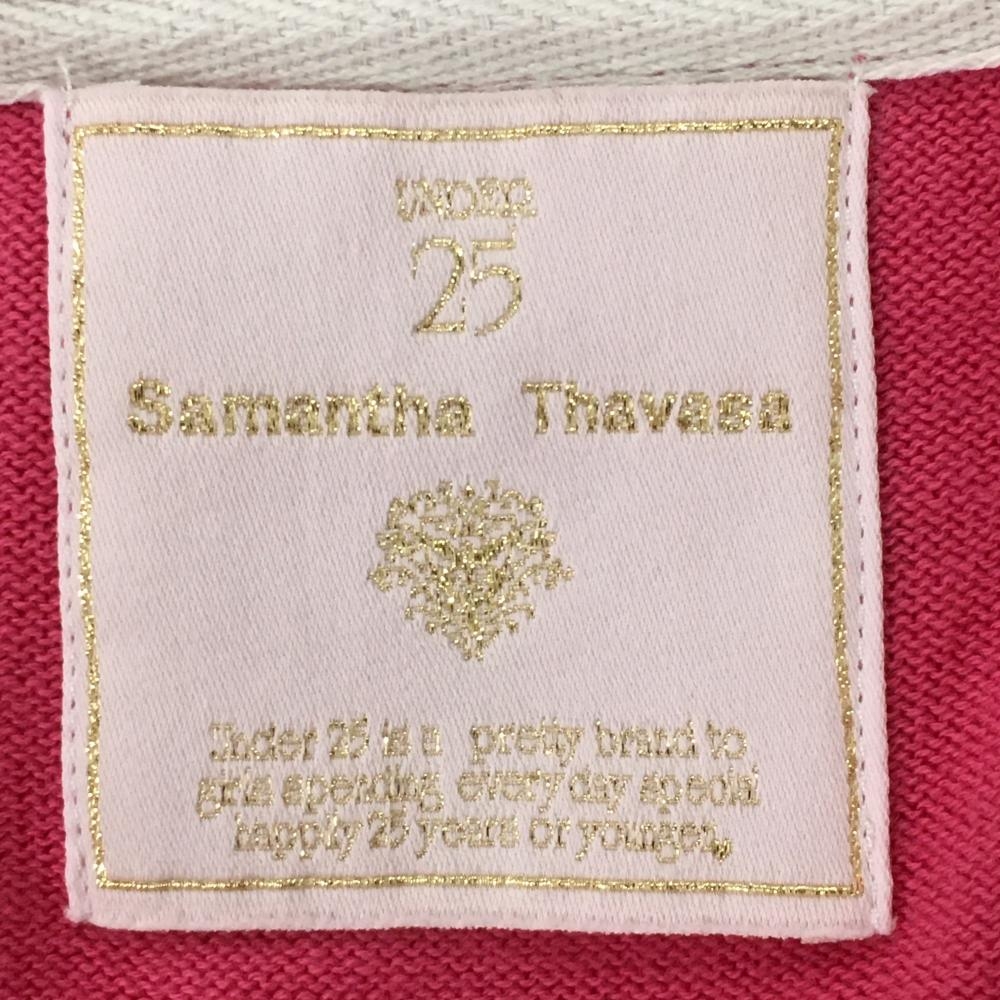 UNDER
25
Samantha Thavasa
Under 25 is a pretty brand to
girls spending every day special
happily 25 years or younger,,